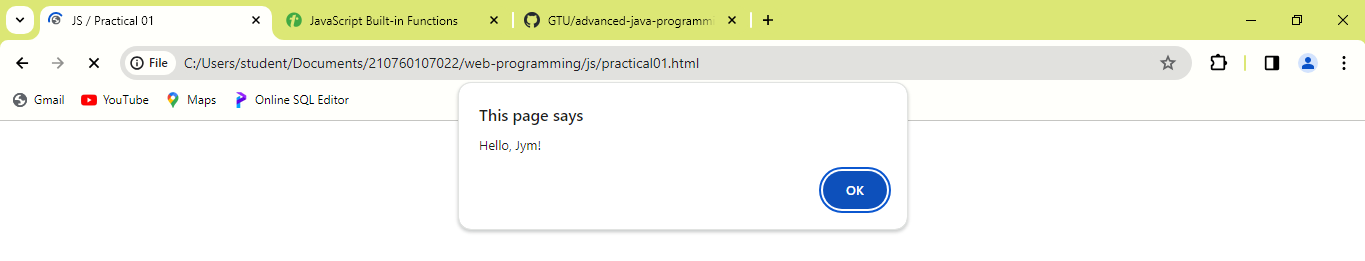 JS / Practical 01
JavaScript Built-in Functions
GTU/advanced-java-programm
File
C:/Users/student/Documents/210760107022/web-programming/js/practical01.html
Gmail
YouTube
Maps
Online SQL Editor
This page says
Hello, Jym!
OK